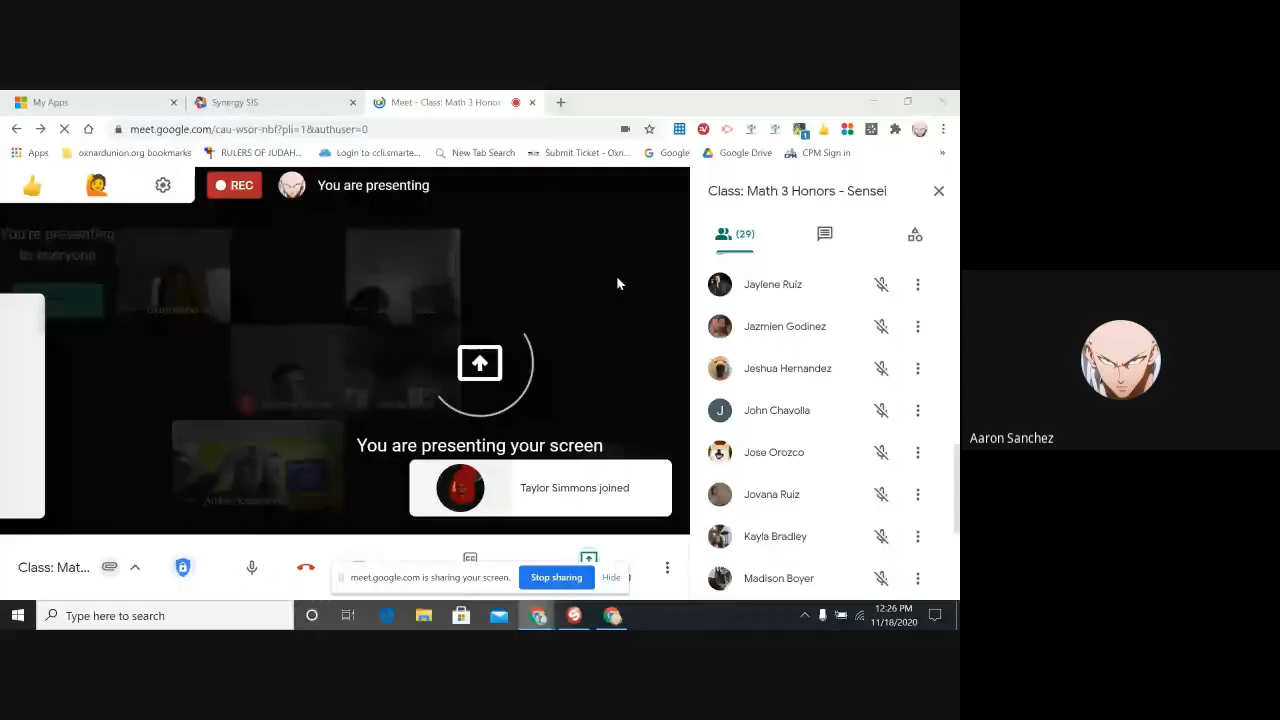 My Apps
Synergy SIS
Meet - Class: Math 3 Honor
meet.google.com/cau-wsor-nbf?pli=1&authuser=0
Apps
oxnardunion.org bookmarks
RULERS OF JUDAH...
Login to ccli.smarte...
New Tab Search
Submit Ticket - Oxn...
Google
Google Drive
CPM Sign in
»
REC
You are presenting
Class: Math 3 Honors - Sensei
(29)
You're presenting
to everyone
Jaylene Ruiz
Jazmien Godinez
Jeshua Hernandez
J
John Chavolla
Jose Orozco
Jovana Ruiz
Kayla Bradley
Madison Boyer
You are presenting your screen
Taylor Simmons joined
Class: Mat...
meet.google.com is sharing your screen.
Stop sharing
Hide
Type here to search
12:26 PM
11/18/2020
Aaron Sanchez